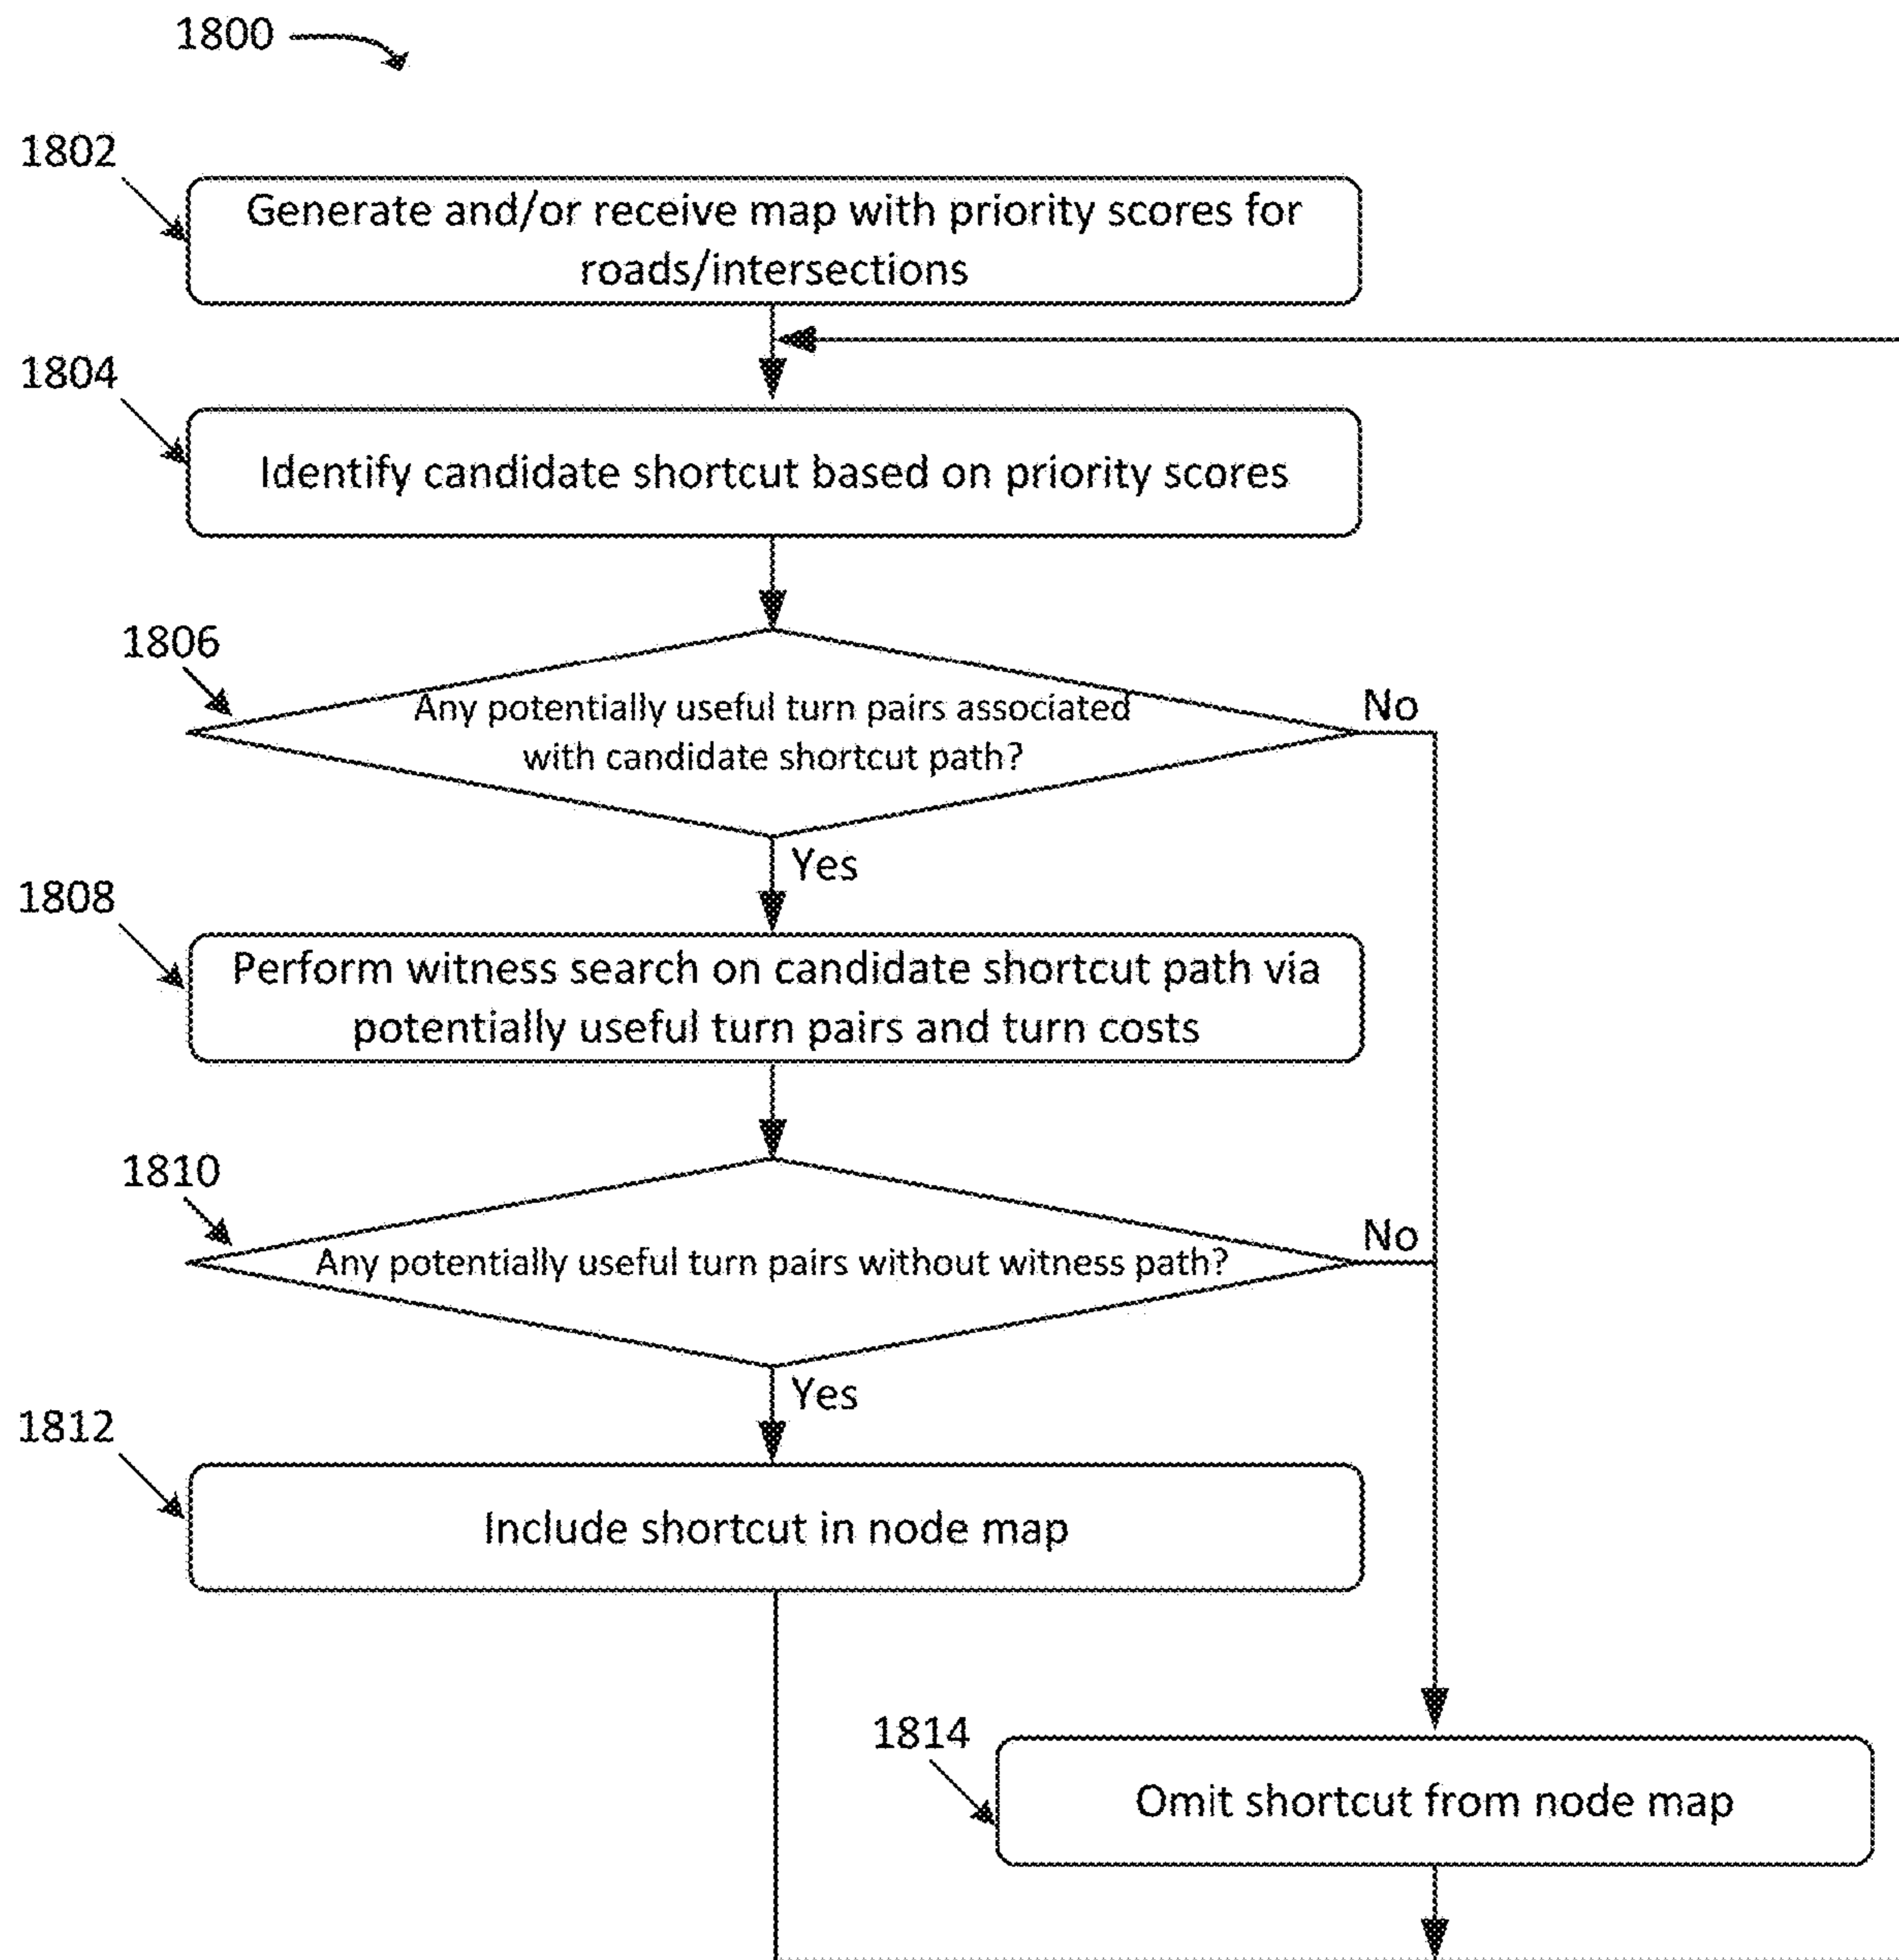 1800
1802
Generate and/or receive map with priority scores for
roads/intersections
1804
Identify candidate shortcut based on priority scores
1806
Any potentially useful turn pairs associated
with candidate shortcut path?
No
Yes
1808
Perform witness search on candidate shortcut path via
potentially useful turn pairs and turn costs
1810
Any potentially useful turn pairs without witness path?
No
Yes
1812
Include shortcut in node map
1814
Omit shortcut from node map